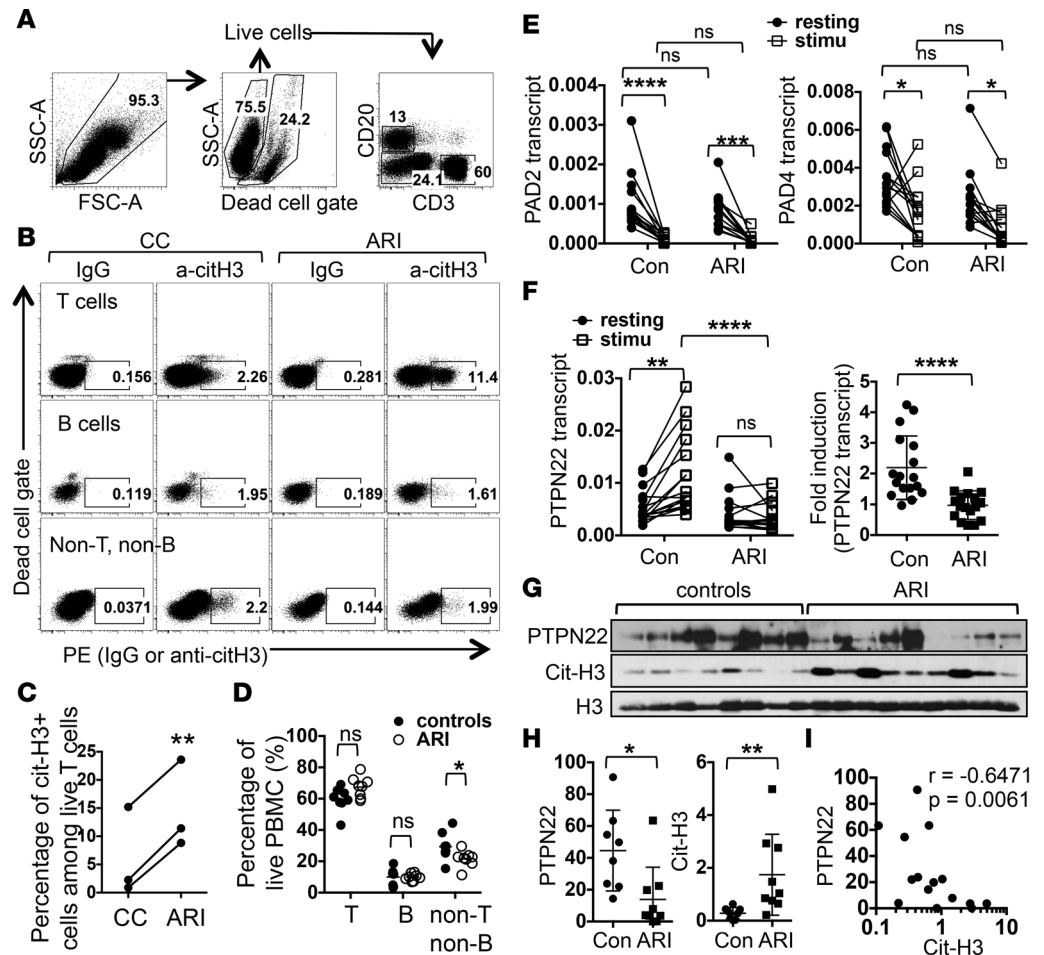 A
Live cells
SSC-A
95.3
FSC-A
SSC-A
75.5
24.2
Dead cell gate
CD20
13
24.1
60
CD3
B
CC
ARI
IgG
a-citH3
IgG
a-citH3
T cells
0.156
2.26
0.281
11.4
B cells
0.119
1.95
0.189
1.61
Non-T, non-B
0.0371
2.2
0.144
1.99
Dead cell gate
PE (IgG or anti-citH3)
C
Percentage of cit-H3+
cells among live T cells
25
20
15
10
5
0
**
CC
ARI
D
controls
ARI
Percentage of
live PBMC (%)
100
80
60
40
20
0
ns
ns
*
T
B
non-T
non-B
E
resting
stimu
ns
ns
****
***
PAD2 transcript
0.004
0.003
0.002
0.001
0.000
Con
ARI
ns
ns
*
*
PAD4 transcript
0.008
0.006
0.004
0.002
0.000
Con
ARI
F
resting
stimu
****
**
ns
PTPN22 transcript
0.03
0.02
0.01
0.00
Con
ARI
****
Fold induction
(PTPN22 transcript)
5
4
3
2
1
0
Con
ARI
G
controls
ARI
PTPN22
Cit-H3
H3
H
*
PTPN22
100
80
60
40
20
0
Con
ARI
**
Cit-H3
6
4
2
0
Con
ARI
I
r = -0.6471
p = 0.0061
PTPN22
100
80
60
40
20
0
0.1
1
10
Cit-H3